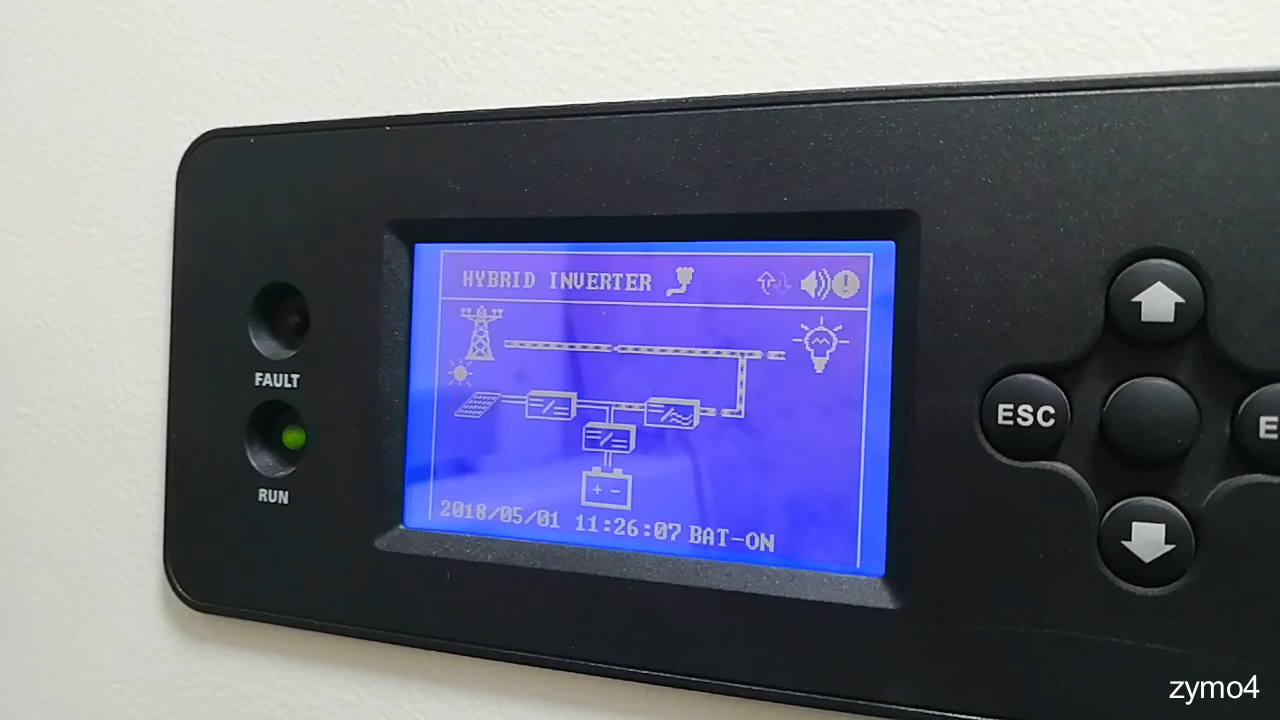 HYBRID INVERTER
FAULT
RUN
ESC
E
2018/05/01 11:26:07 BAT-ON
zymo4